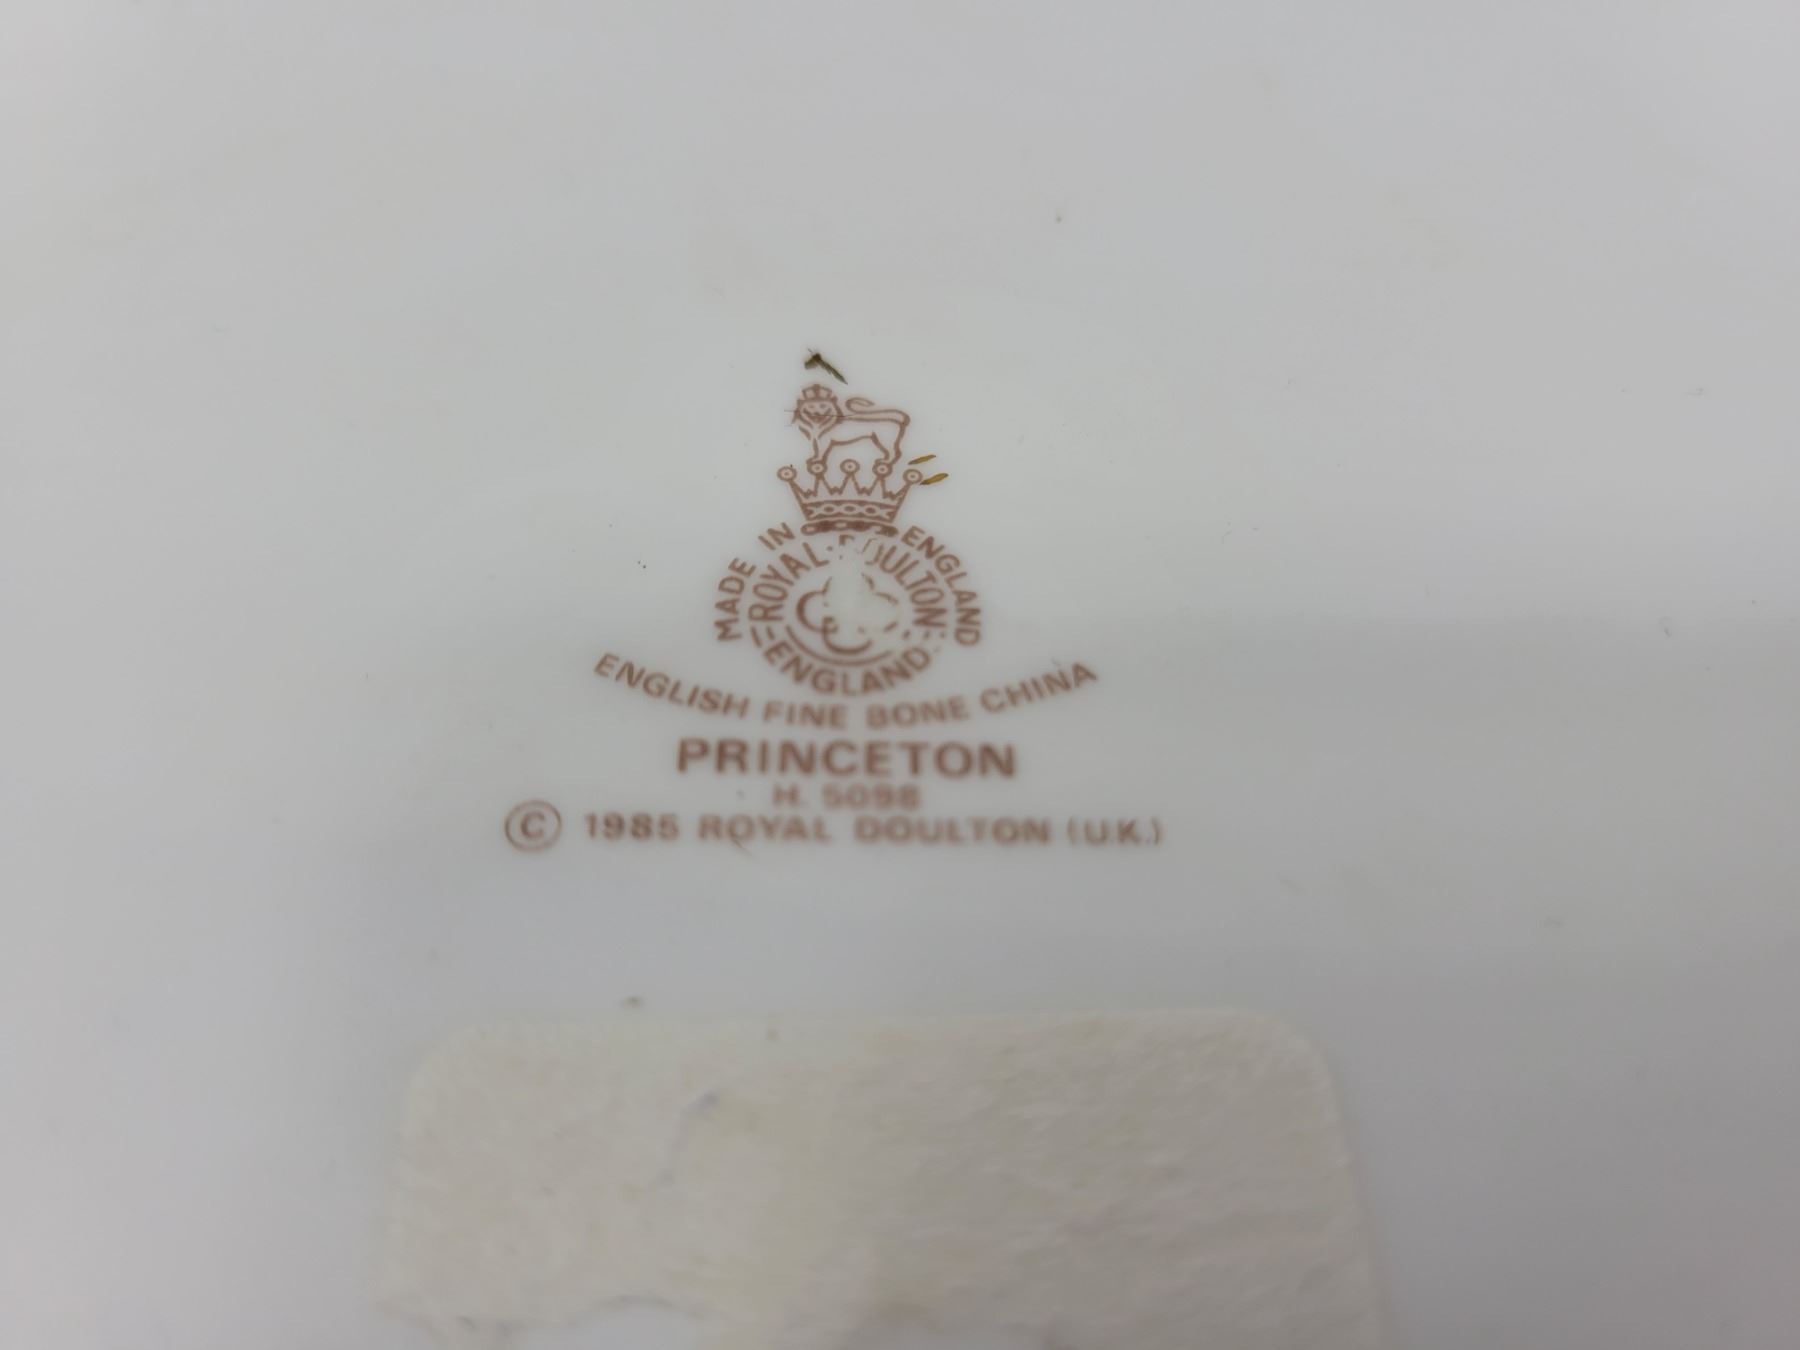 MADE IN ENGLAND
ROYAL DOULTON
ENGLAND
ENGLISH FINE BONE CHINA
PRINCETON
H. 5098
© 1985 ROYAL DOULTON (U.K.)